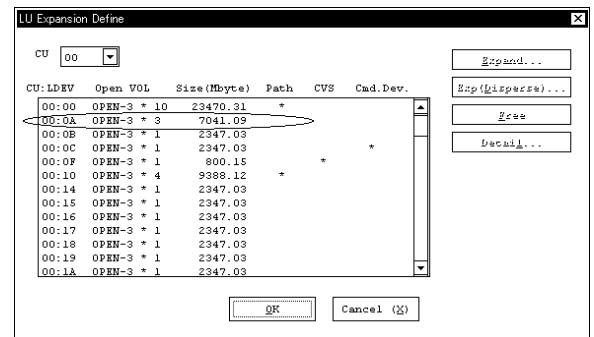 LU Expansion Define
CU 00
Expand...
CU:LDEV Open VOL Size(Mbyte) Path CVS Cmd.Dev.
Exp(Disperse)...
00:00 OPEN-3 * 10 23470.31 *
00:0A OPEN-3 * 3 7041.09
Free
00:0B OPEN-3 * 1 2347.03
00:0C OPEN-3 * 1 2347.03 *
Detail...
00:0F OPEN-3 * 1 800.15 *
00:10 OPEN-3 * 4 9388.12 *
00:14 OPEN-3 * 1 2347.03
00:15 OPEN-3 * 1 2347.03
00:16 OPEN-3 * 1 2347.03
00:17 OPEN-3 * 1 2347.03
00:18 OPEN-3 * 1 2347.03
00:19 OPEN-3 * 1 2347.03
00:1A OPEN-3 * 1 2347.03
OK Cancel (X)